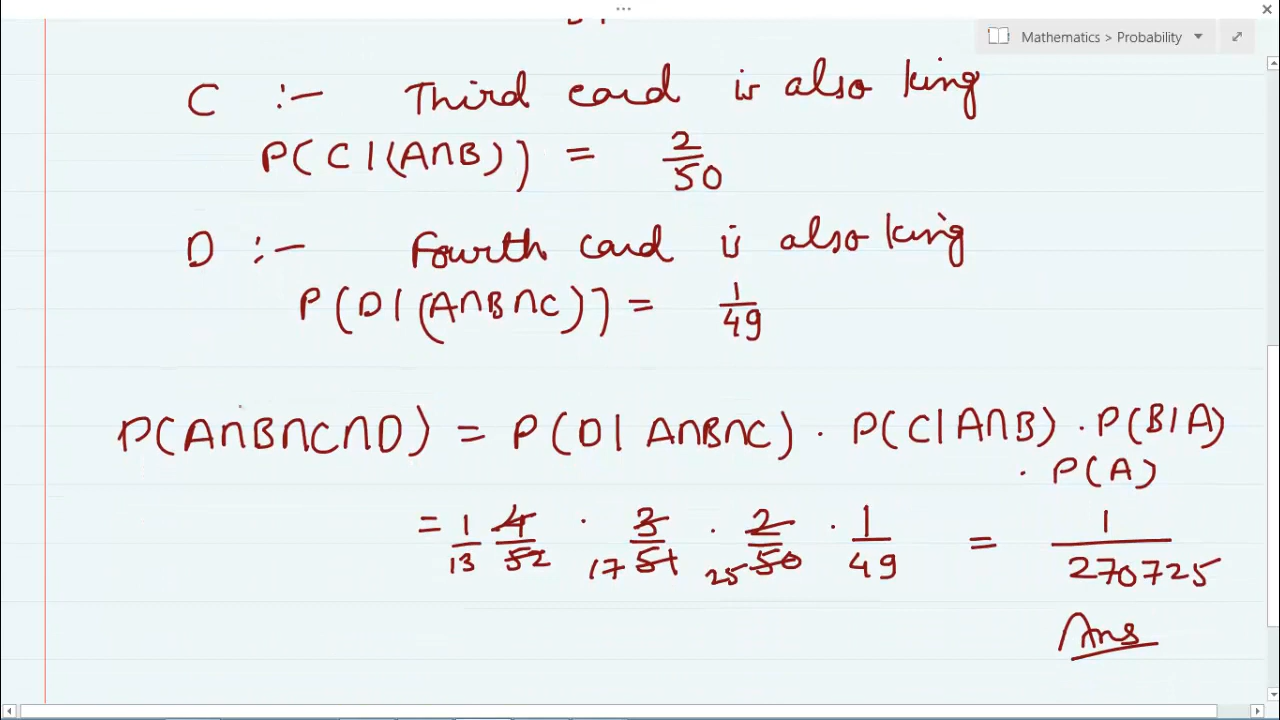 Mathematics > Probability
C :- Third card is also king
P(C|(A∩B)) = 2/50
D :- Fourth card is also king
P(D|(A∩B∩C)) = 1/49
P(A∩B∩C∩D) = P(D|A∩B∩C) · P(C|A∩B) · P(B|A)
· P(A)
= 1/13 4/52 · 3/17 51 · 2/25 50 · 1/49 = 1/270725
Ans